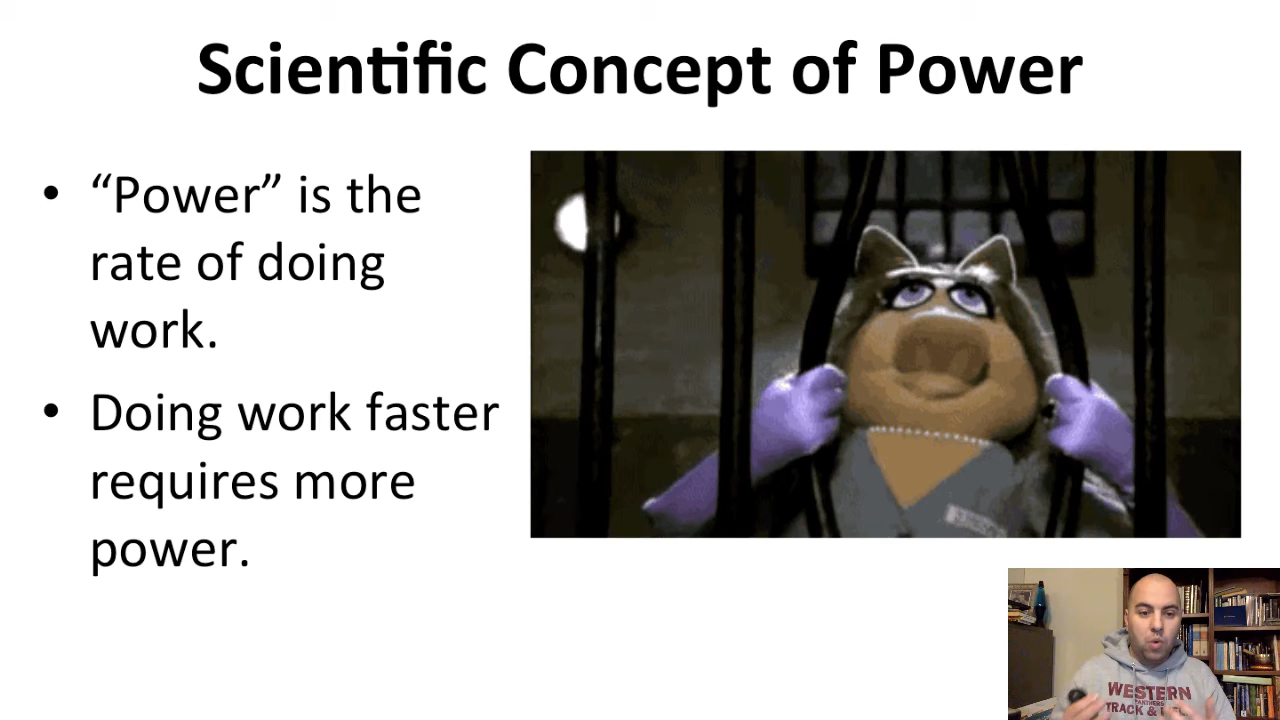 Scientific Concept of Power
• “Power” is the
rate of doing
work.
• Doing work faster
requires more
power.
WESTERN
PANTHERS
TRACK &